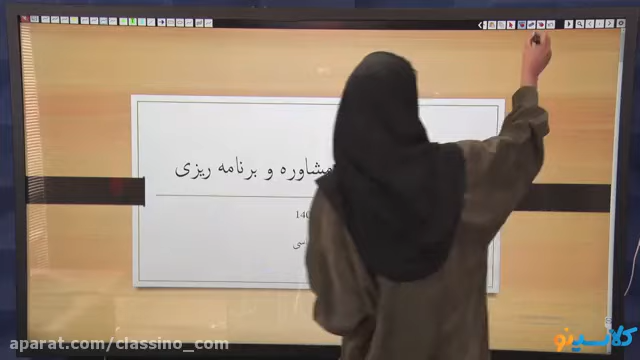 مشاوره و برنامه ریزی
140
کلاسینو
aparat.com/classino_com